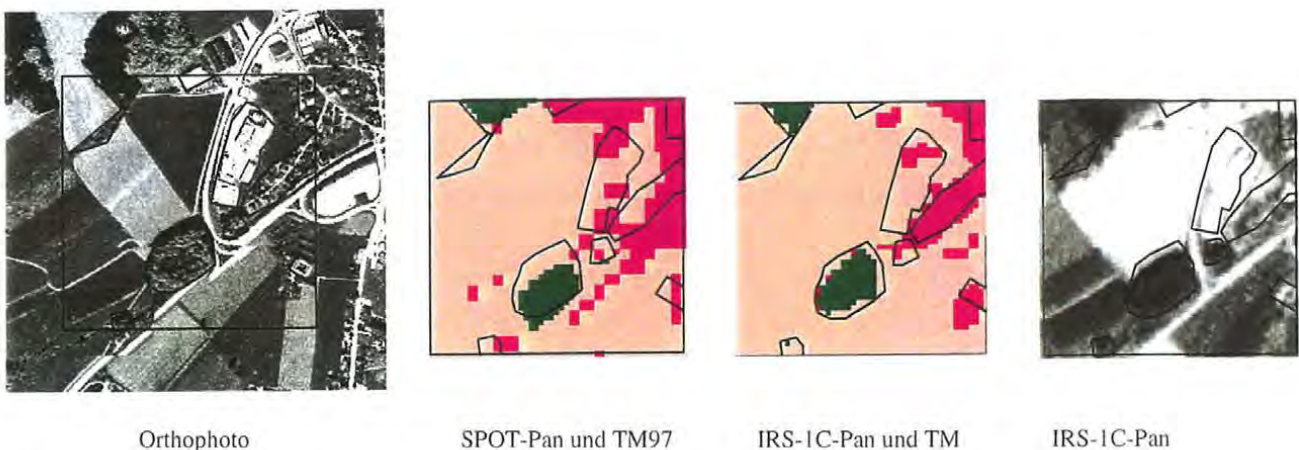 Orthophoto
SPOT-Pan und TM97
IRS-1C-Pan und TM
IRS-1C-Pan